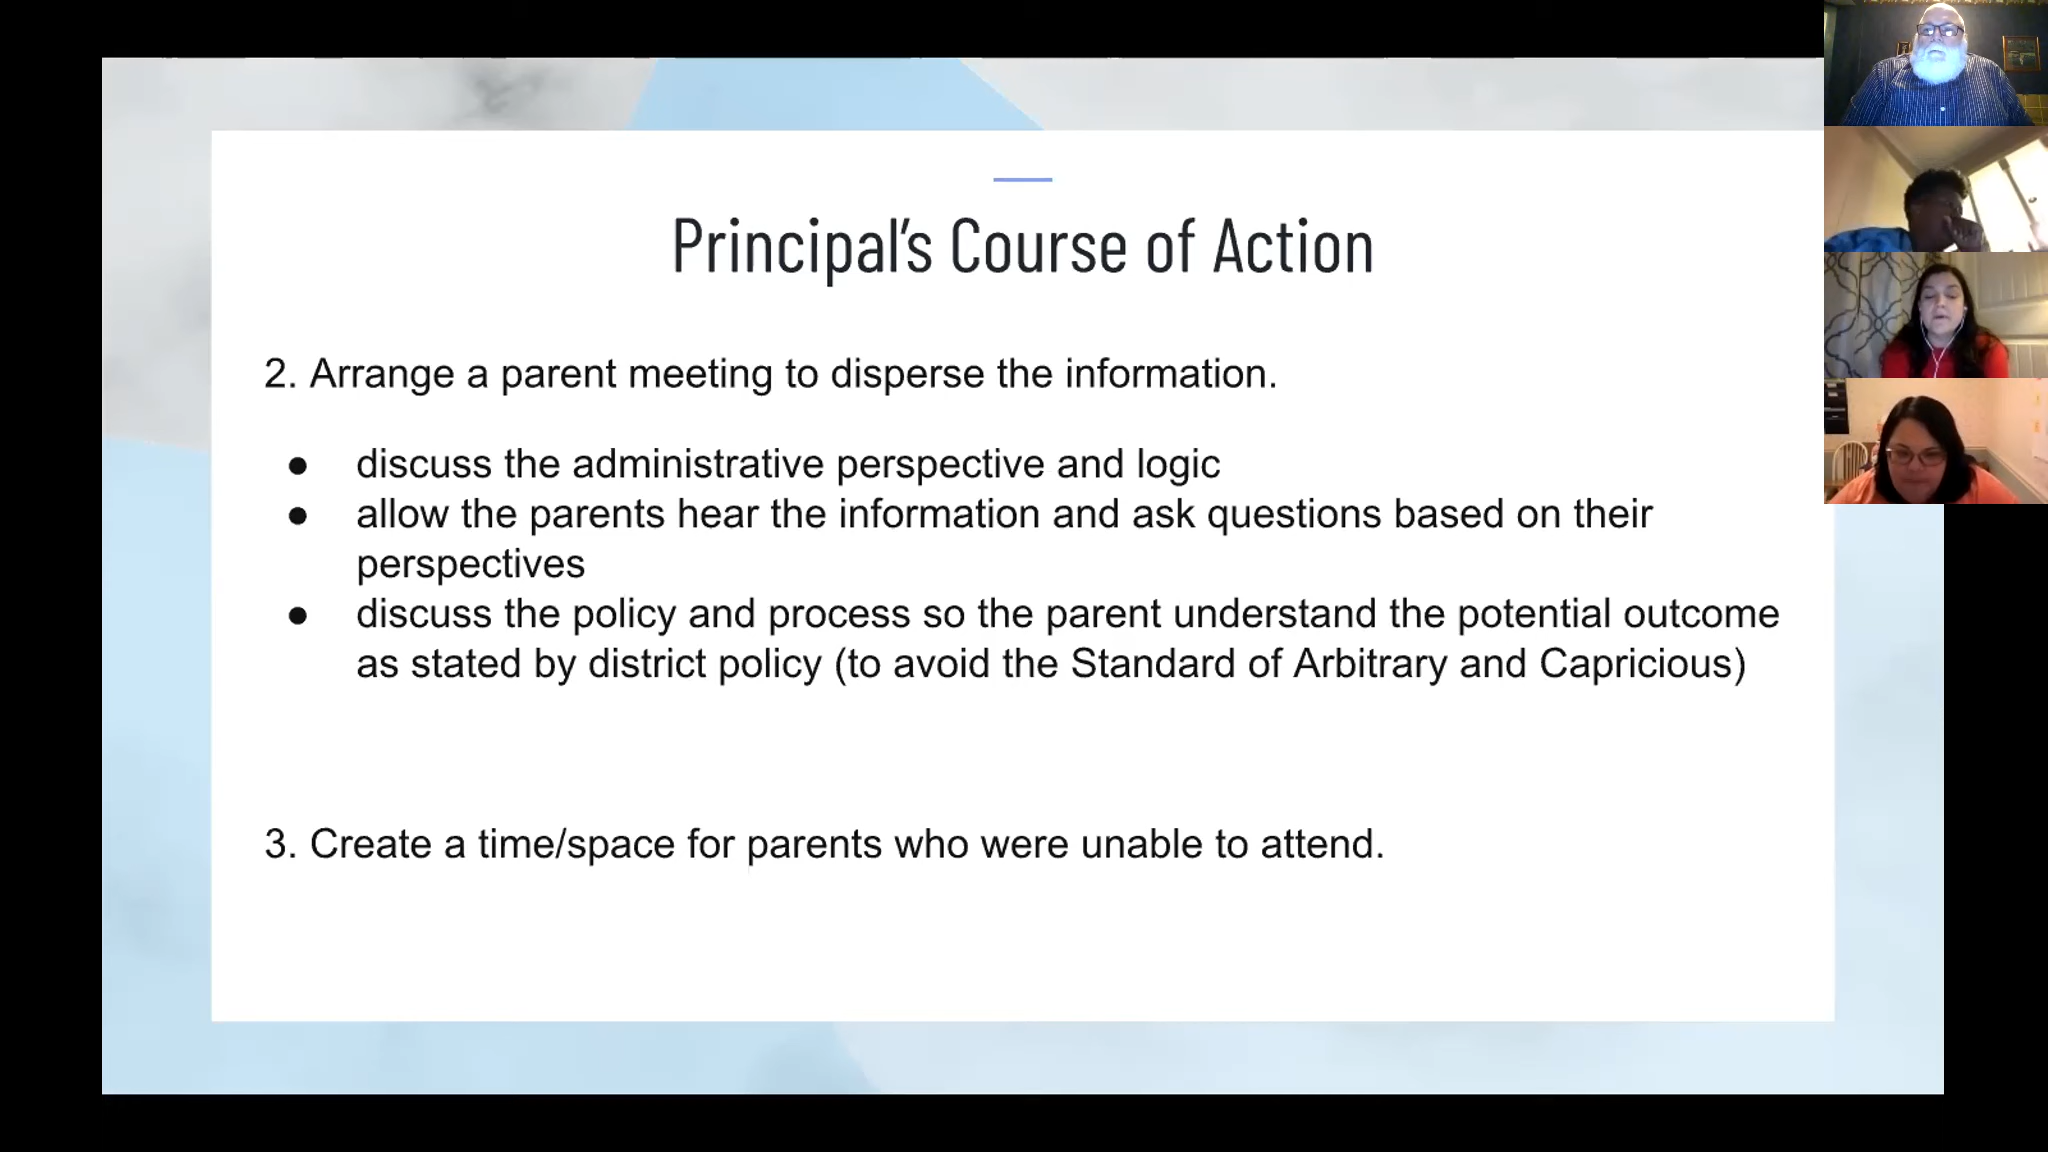 Principal’s Course of Action
2. Arrange a parent meeting to disperse the information.
● discuss the administrative perspective and logic
● allow the parents hear the information and ask questions based on their
perspectives
● discuss the policy and process so the parent understand the potential outcome
as stated by district policy (to avoid the Standard of Arbitrary and Capricious)
3. Create a time/space for parents who were unable to attend.